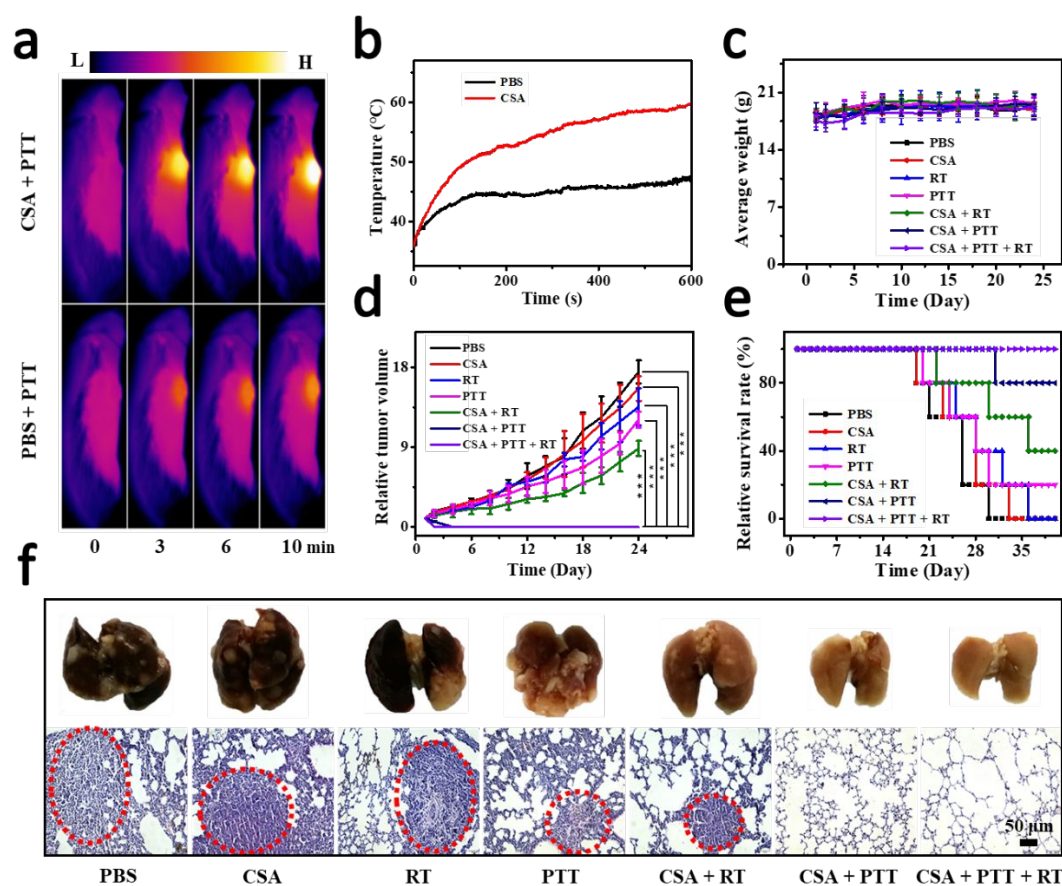 a
L
H
CSA + PTT
PBS + PTT
0
3
6
10 min
b
PBS
CSA
Temperature (°C)
60
50
40
0
200
400
600
Time (s)
c
Average weight (g)
21
14
7
0
PBS
CSA
RT
PTT
CSA + RT
CSA + PTT
CSA + PTT + RT
0
5
10
15
20
25
Time (Day)
d
Relative tumor volume
18
9
0
PBS
CSA
RT
PTT
CSA + RT
CSA + PTT
CSA + PTT + RT
***
***
***
***
***
0
6
12
18
24
Time (Day)
e
Relative survival rate (%)
80
40
0
PBS
CSA
RT
PTT
CSA + RT
CSA + PTT
CSA + PTT + RT
0
7
14
21
28
35
Time (Day)
f
50 μm
PBS
CSA
RT
PTT
CSA + RT
CSA + PTT
CSA + PTT + RT